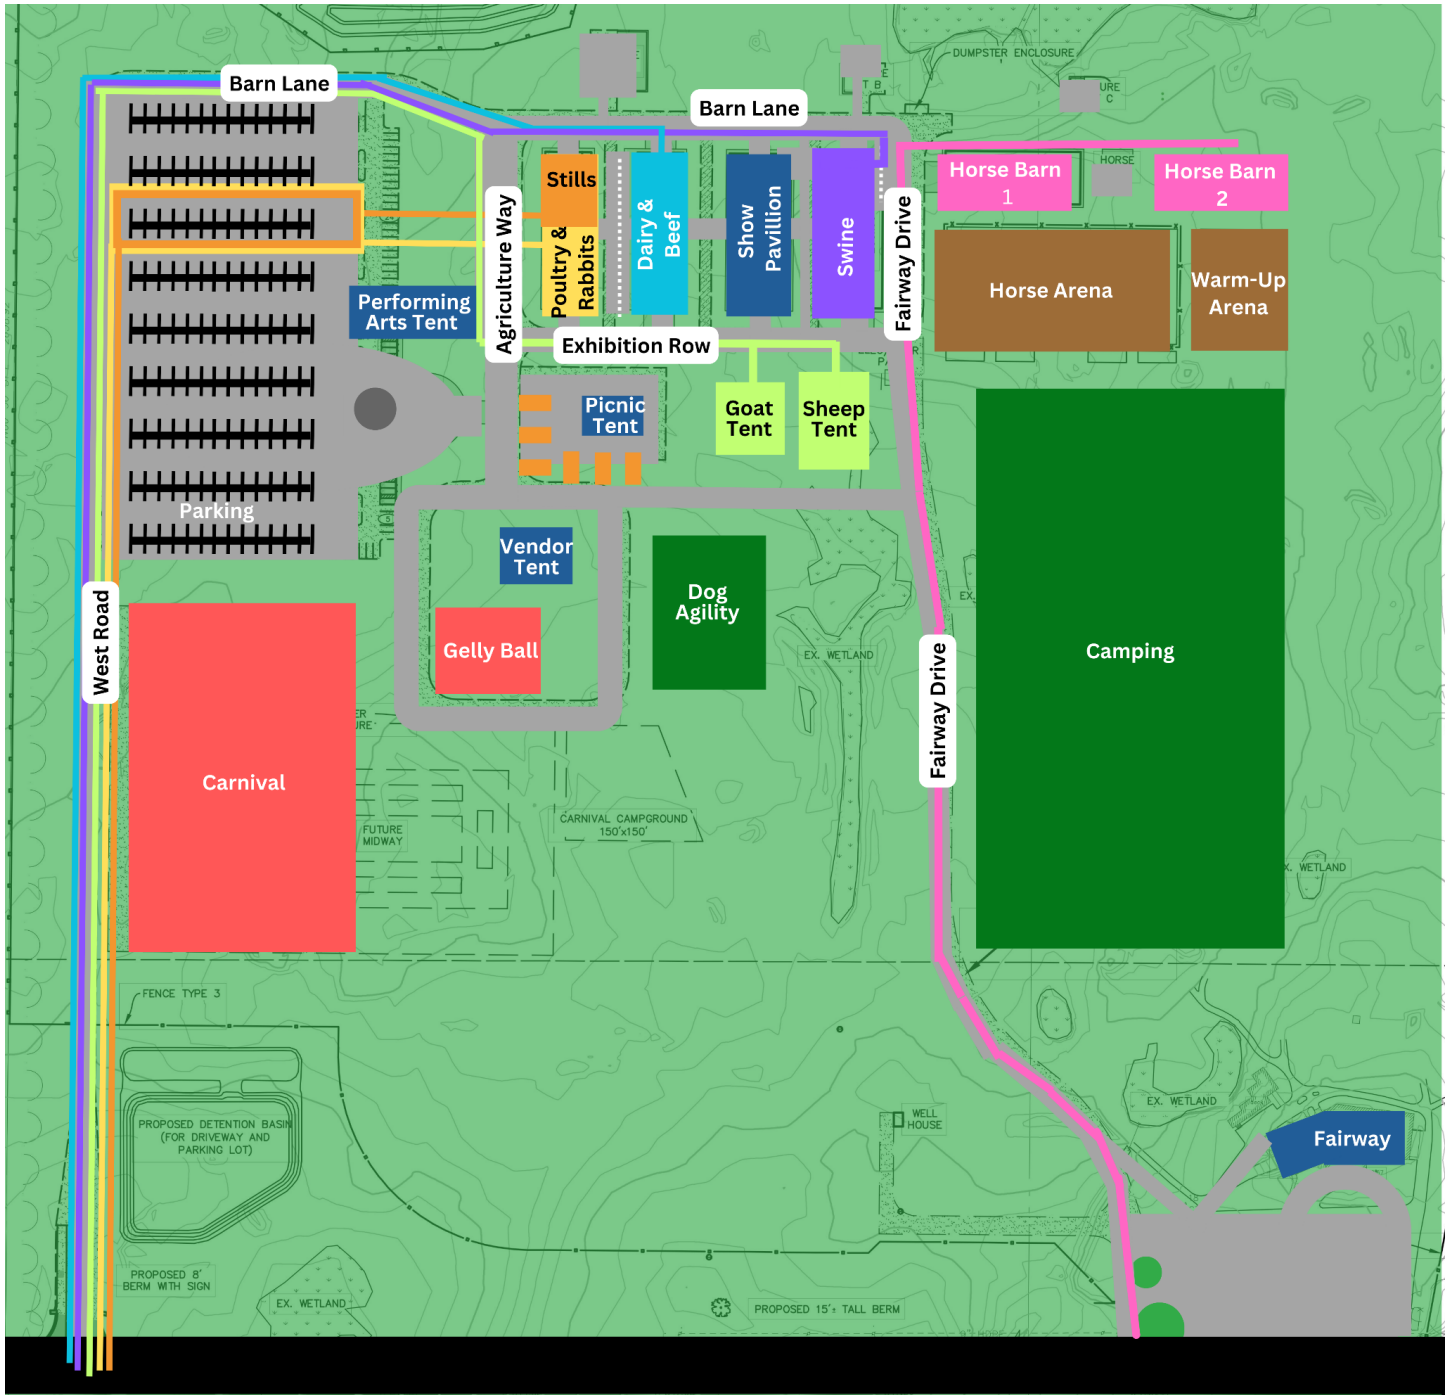 DUMPSTER ENCLOSURE
Barn Lane
Barn Lane
E
T B
URE
C
HORSE
Horse Barn
1
Horse Barn
2
Stills
Poultry &
Rabbits
Dairy &
Beef
Show
Pavillion
Swine
Agriculture Way
Fairway Drive
Horse Arena
Warm-Up
Arena
Performing
Arts Tent
Exhibition Row
Picnic
Tent
Goat
Tent
Sheep
Tent
Parking
Vendor
Tent
Dog
Agility
Gelly Ball
West Road
EX.
EX. WETLAND
Fairway Drive
Camping
Carnival
CARNIVAL CAMPGROUND
150'x150'
FUTURE
MIDWAY
X. WETLAND
FENCE TYPE 3
PROPOSED DETENTION BASIN
(FOR DRIVEWAY AND
PARKING LOT)
WELL
HOUSE
EX. WETLAND
Fairway
PROPOSED 8'
BERM WITH SIGN
EX. WETLAND
PROPOSED 15'± TALL BERM